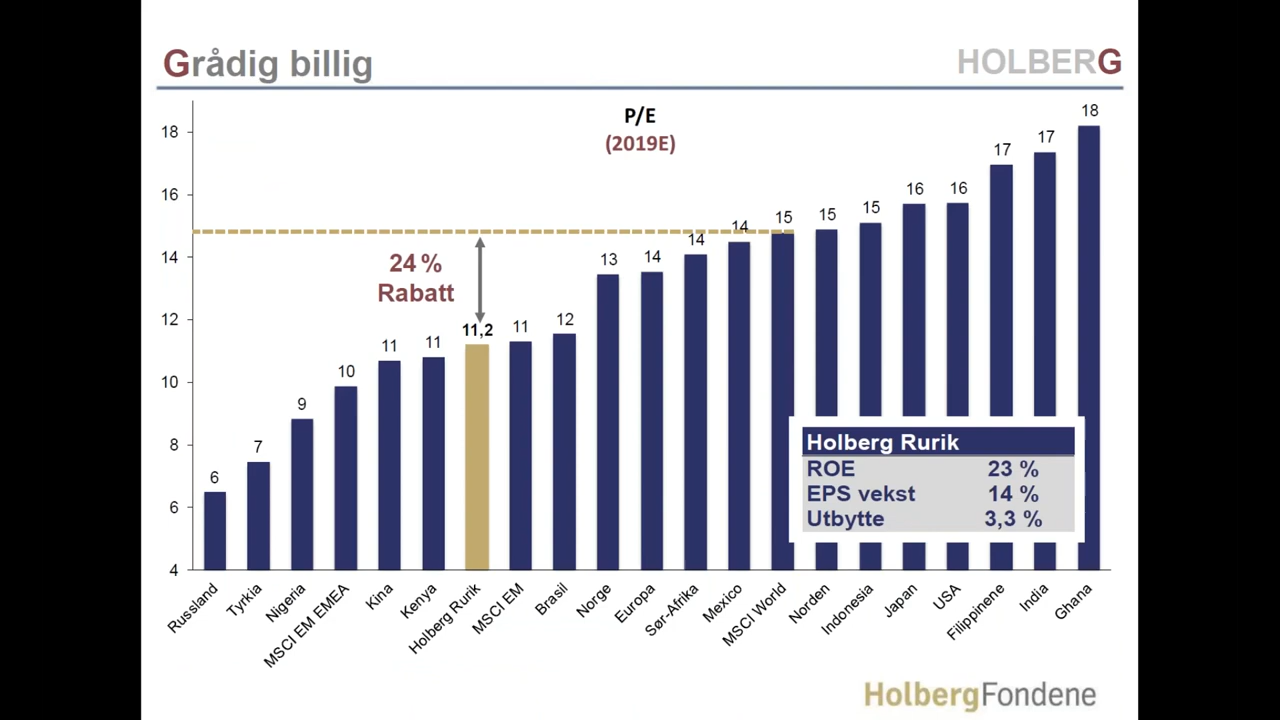 Grådig billig
HOLBERG
P/E
(2019E)
18
16
14
12
10
8
6
4
24 %
Rabatt
6
7
9
10
11
11
11,2
11
12
13
14
14
14
15
15
15
16
16
17
17
18
Holberg Rurik
ROE 23 %
EPS vekst 14 %
Utbytte 3,3 %
Russland
Tyrkia
Nigeria
MSCI EM EMEA
Kina
Kenya
Holberg Rurik
MSCI EM
Brasil
Norge
Europa
Sør-Afrika
Mexico
MSCI World
Norden
Indonesia
Japan
USA
Filippinene
India
Ghana
HolbergFondene